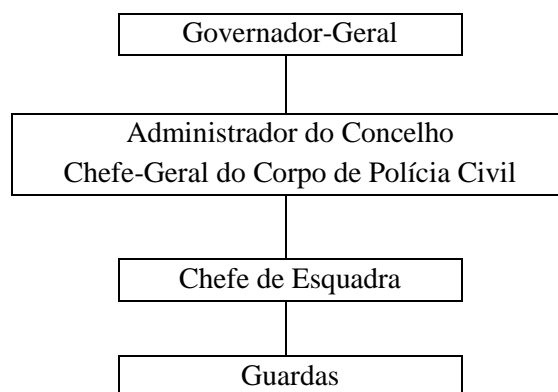 Governador-Geral
Administrador do Concelho
Chefe-Geral do Corpo de Polícia Civil
Chefe de Esquadra
Guardas